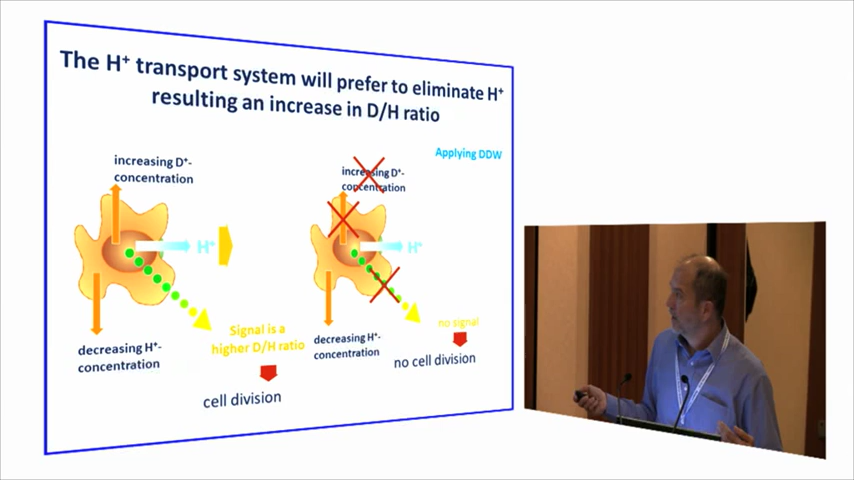 The H⁺ transport system will prefer to eliminate H⁺
resulting an increase in D/H ratio
Applying DDW
increasing D⁺-
concentration
H⁺
decreasing H⁺-
concentration
Signal is a
higher D/H ratio
cell division
increasing D⁺-
concentration
H⁺
decreasing H⁺-
concentration
no signal
no cell division